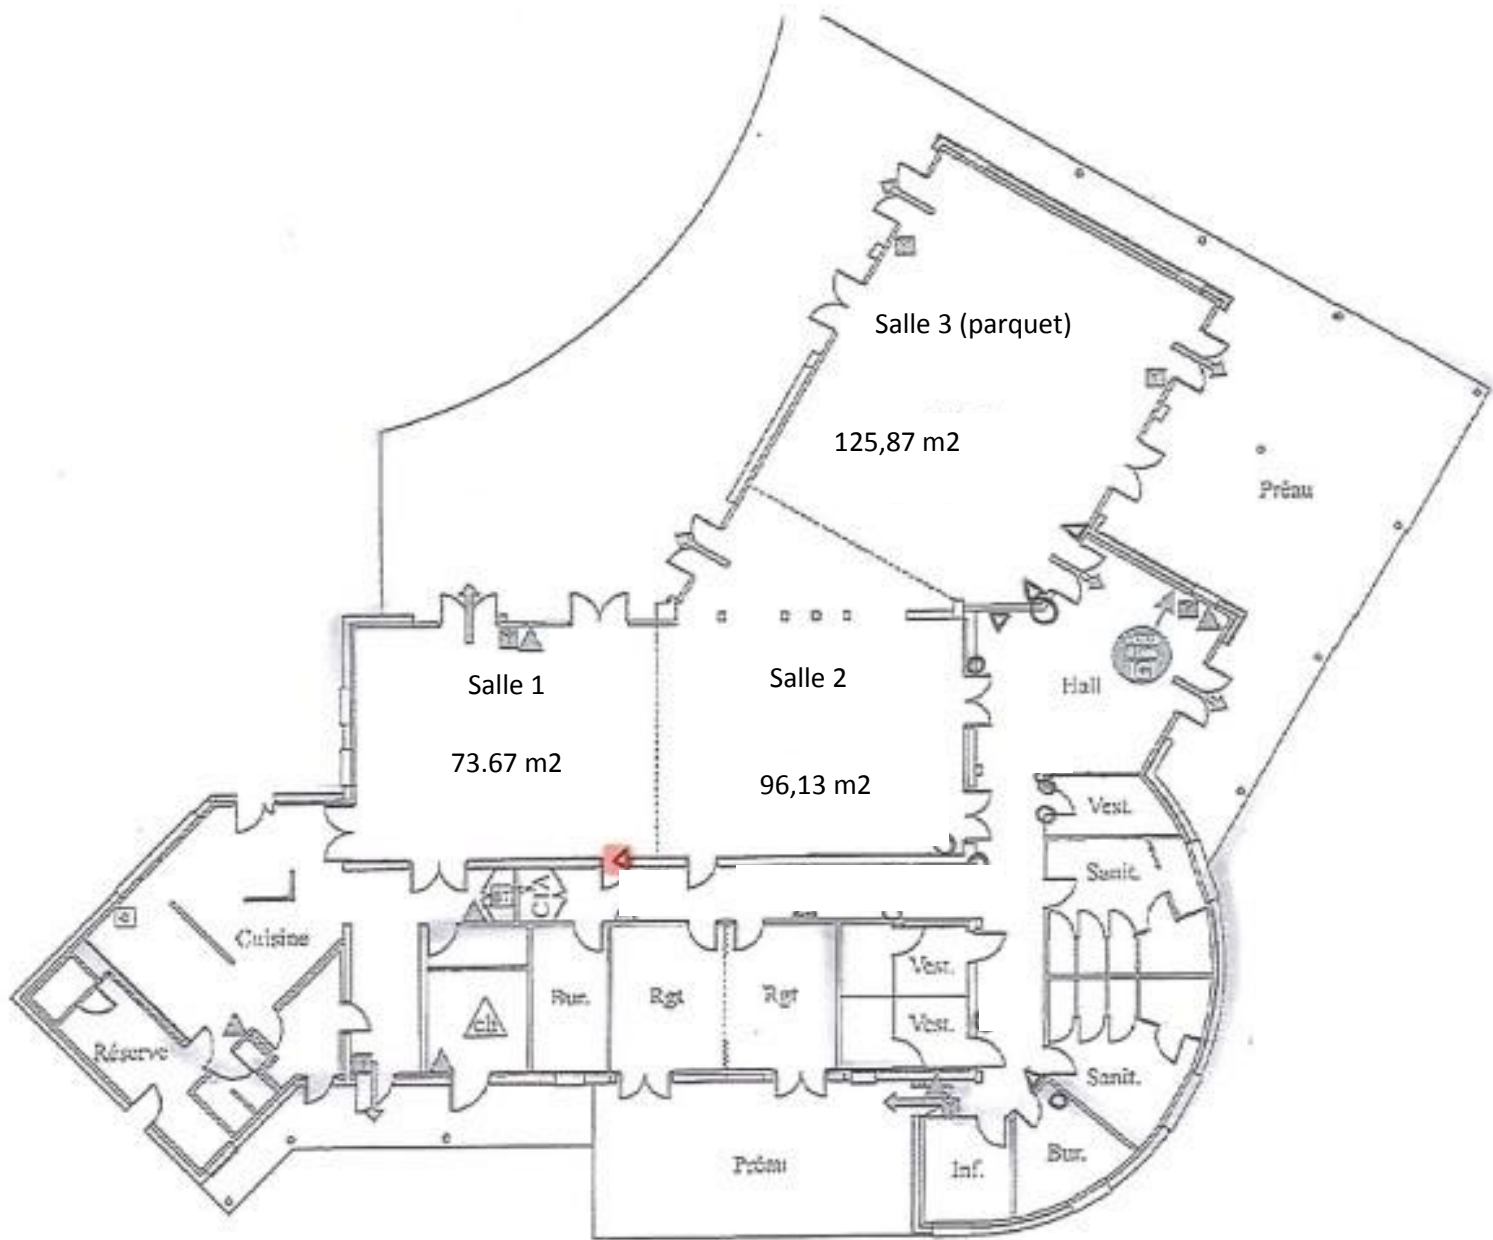 Salle 3 (parquet)
125,87 m2
Préau
Salle 1
Salle 2
Hall
73.67 m2
96,13 m2
Vest.
Sanit.
Cuisine
Vest.
Bur.
Rgt
Rgt
Vest.
Réserve
Sanit.
Préau
Inf.
Bur.